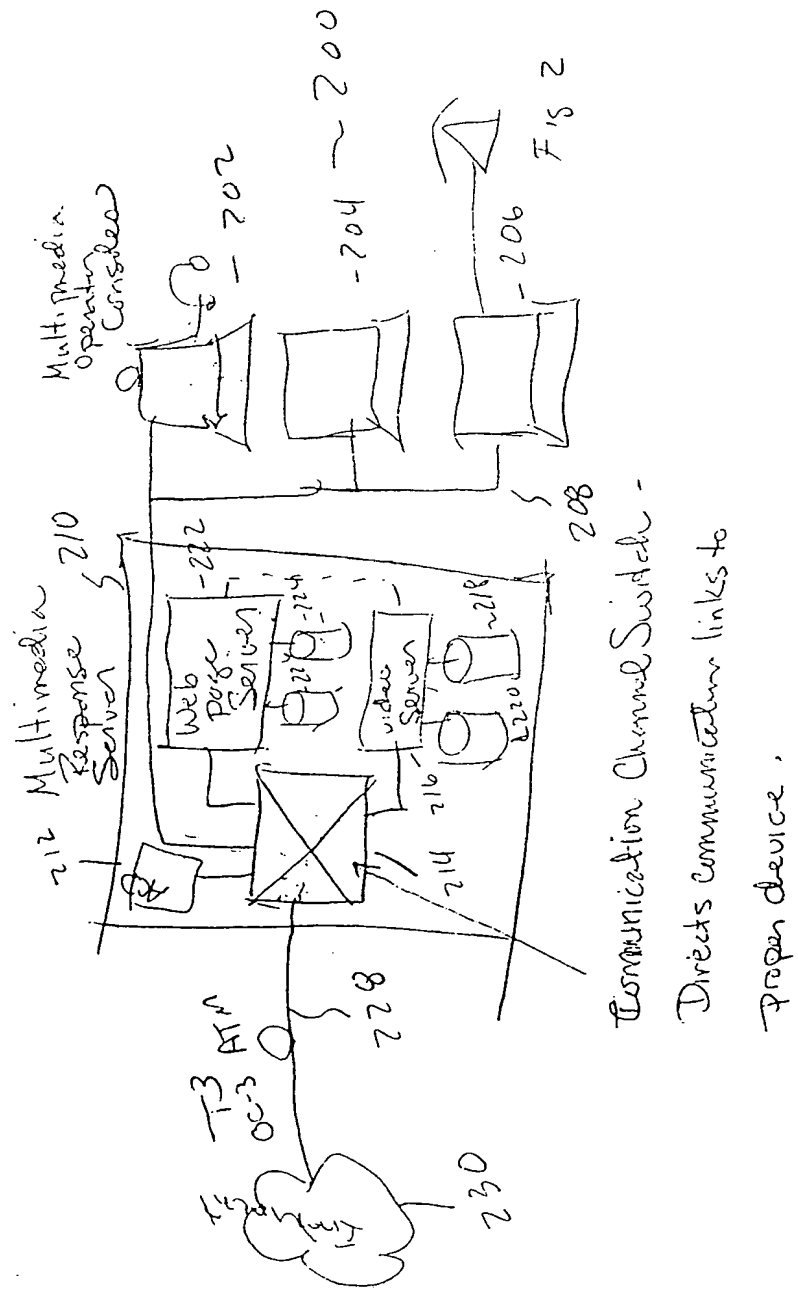 Multimedia
Operator
Consoles
- 202
- 204 ~ 200
- 206
Fig 2
208
Multimedia
Response
Server
210
212
- 222
Web
page
Server
- 224
video
Server
216
~ 218
220
214
T3
OC-3
ATM
228
230
Communication Channel Switch -
Directs communication links to
Proper device.